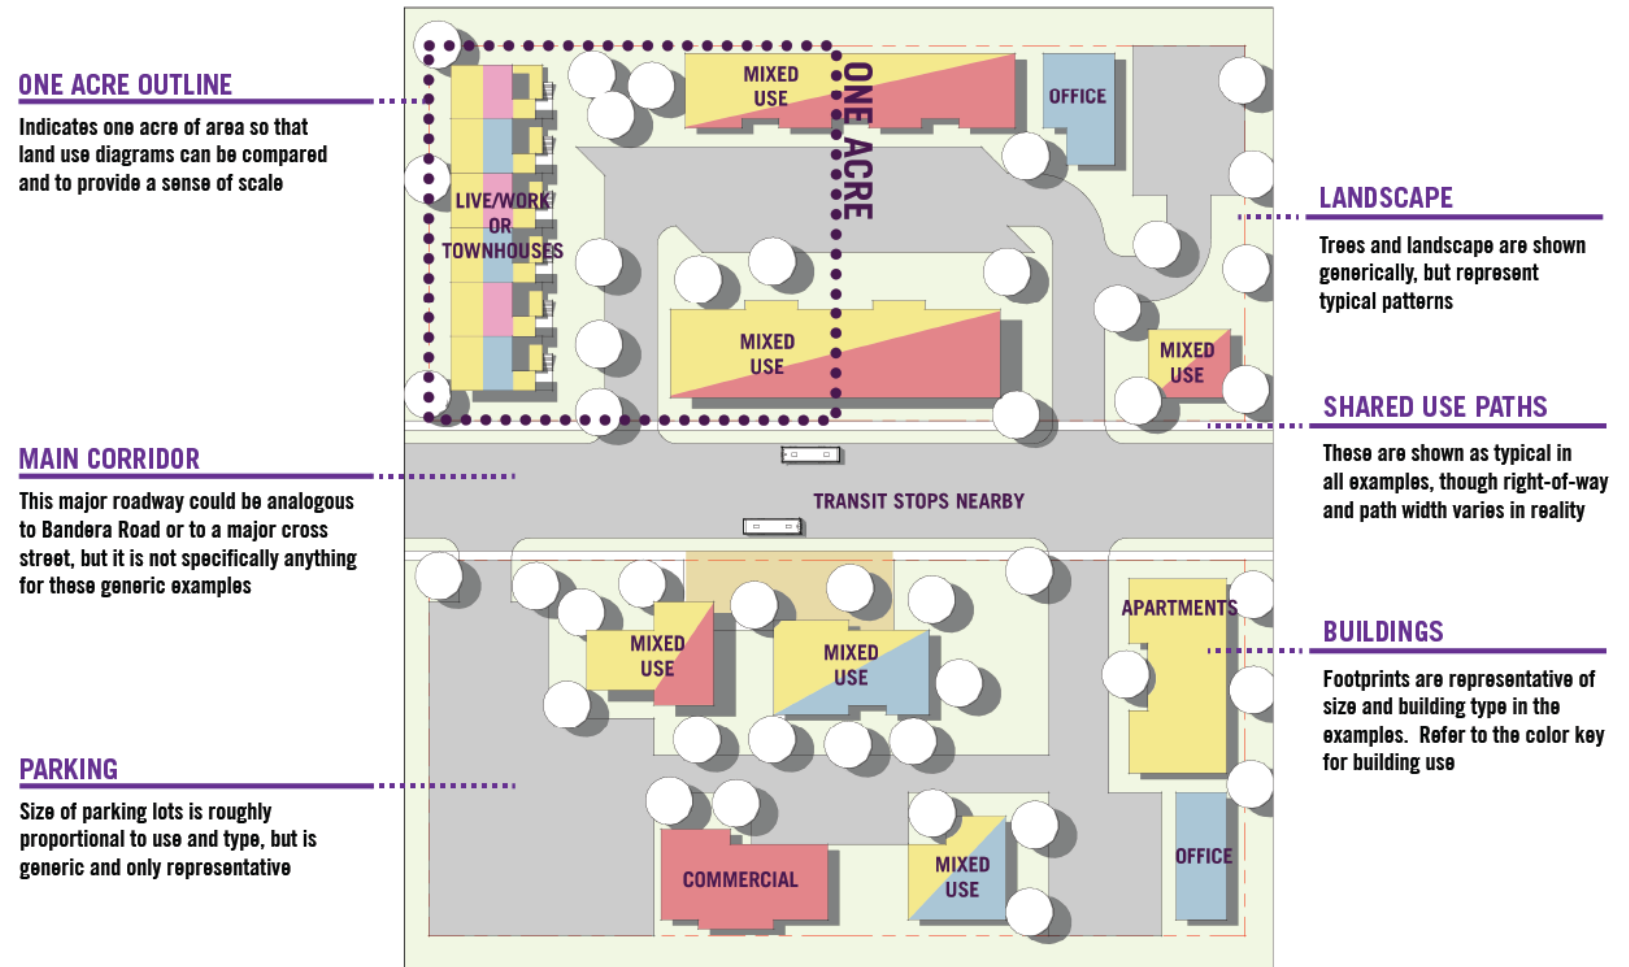 ONE ACRE OUTLINE
Indicates one acre of area so that
land use diagrams can be compared
and to provide a sense of scale
MAIN CORRIDOR
This major roadway could be analogous
to Bandera Road or to a major cross
street, but it is not specifically anything
for these generic examples
PARKING
Size of parking lots is roughly
proportional to use and type, but is
generic and only representative
MIXED
USE
ONE ACRE
OFFICE
LIVE/WORK
OR
TOWNHOUSES
MIXED
USE
MIXED
USE
TRANSIT STOPS NEARBY
APARTMENTS
MIXED
USE
MIXED
USE
COMMERCIAL
MIXED
USE
OFFICE
LANDSCAPE
Trees and landscape are shown
generically, but represent
typical patterns
SHARED USE PATHS
These are shown as typical in
all examples, though right-of-way
and path width varies in reality
BUILDINGS
Footprints are representative of
size and building type in the
examples.  Refer to the color key
for building use